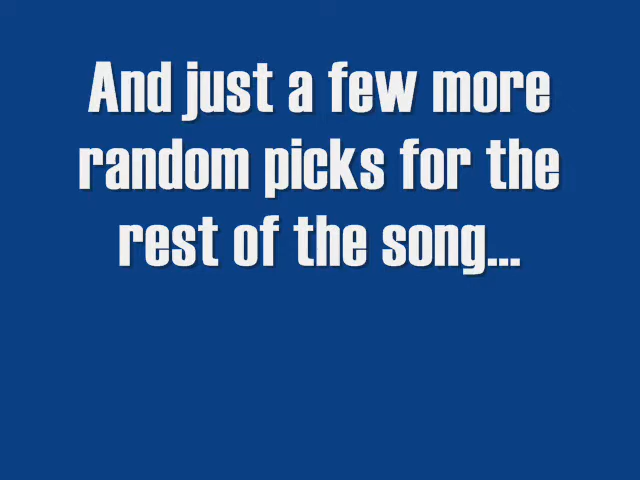 And just a few more
random picks for the
rest of the song...